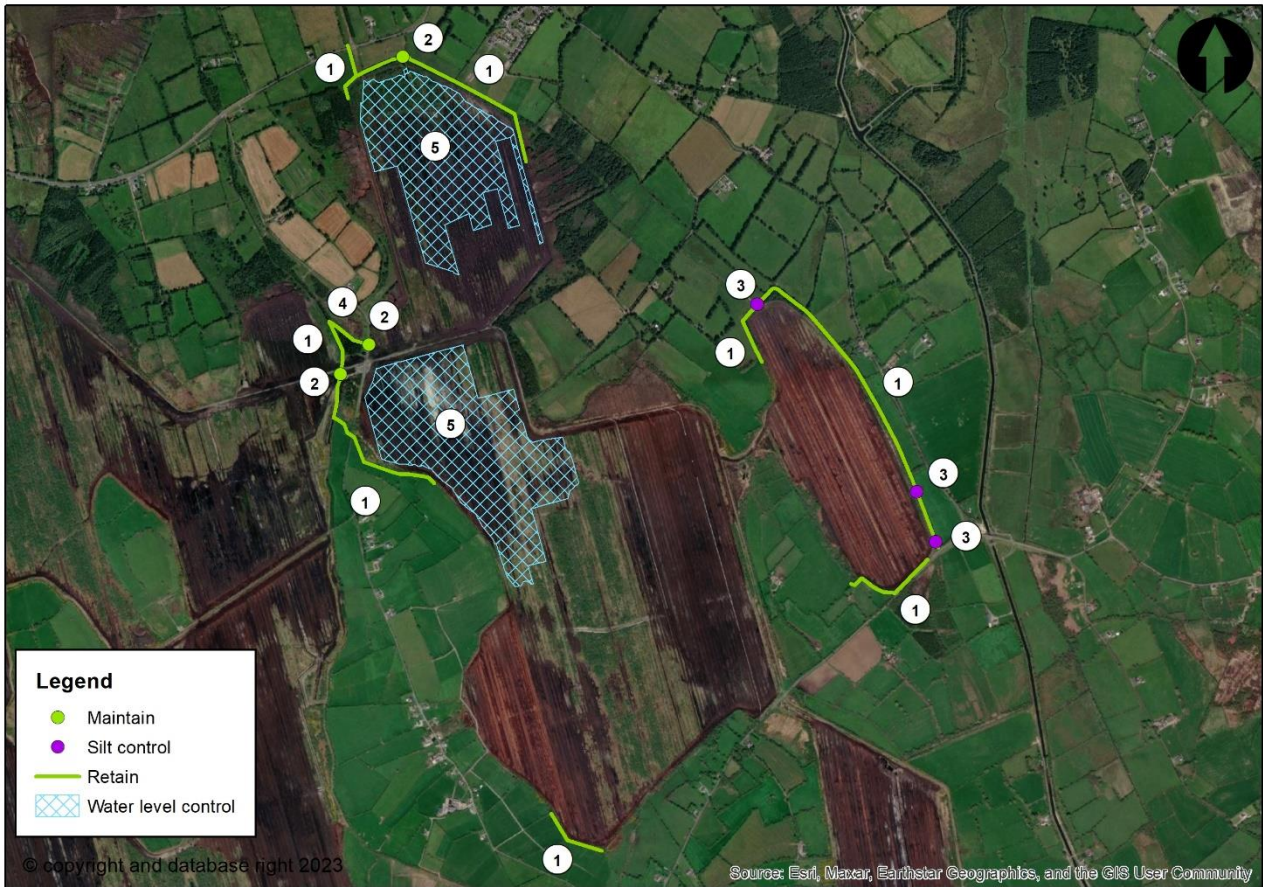 2
1
1
5
3
4
2
1
1
1
2
5
3
1
3
1
Legend
Maintain
Silt control
Retain
Water level control
1
© copyright and database right 2023
Source: Esri, Maxar, Earthstar Geographics, and the GIS User Community